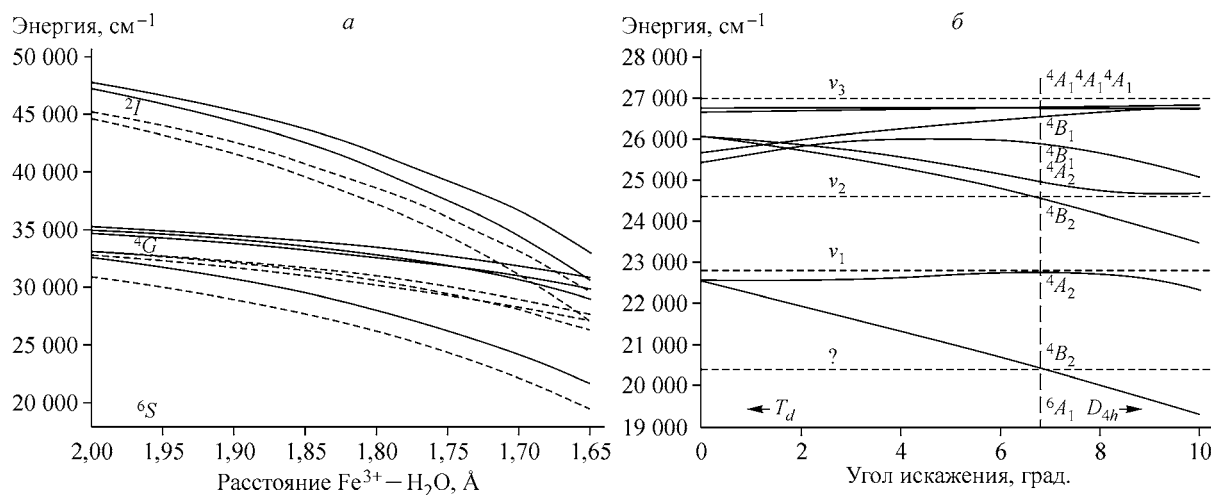 Энергия, см⁻¹
а
50 000
45 000
40 000
35 000
30 000
25 000
20 000
²I
⁴G
⁶S
2,00 1,95 1,90 1,85 1,80 1,75 1,70 1,65
Расстояние Fe³⁺–H₂O, Å
Энергия, см⁻¹
б
27 000
26 000
25 000
24 000
23 000
22 000
21 000
20 000
19 000
ν₃
ν₂
ν₁
?
⁴A₁⁴A₁⁴A₁
⁴B₁
⁴B₁
⁴A₂
⁴B₂
⁴A₂
⁴B₂
← T_d ⁶A₁ D₄ₕ →
0 2 4 6 8 10
Угол искажения, град.